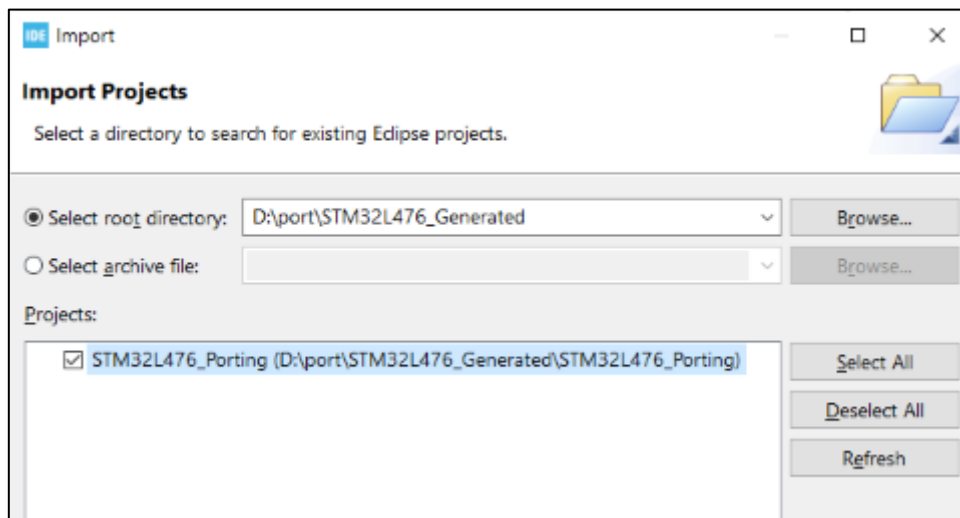 IDE Import
Import Projects
Select a directory to search for existing Eclipse projects.
Select root directory: D:\port\STM32L476_Generated Browse...
Select archive file: Browse...
Projects:
STM32L476_Porting (D:\port\STM32L476_Generated\STM32L476_Porting) Select All
Deselect All
Refresh